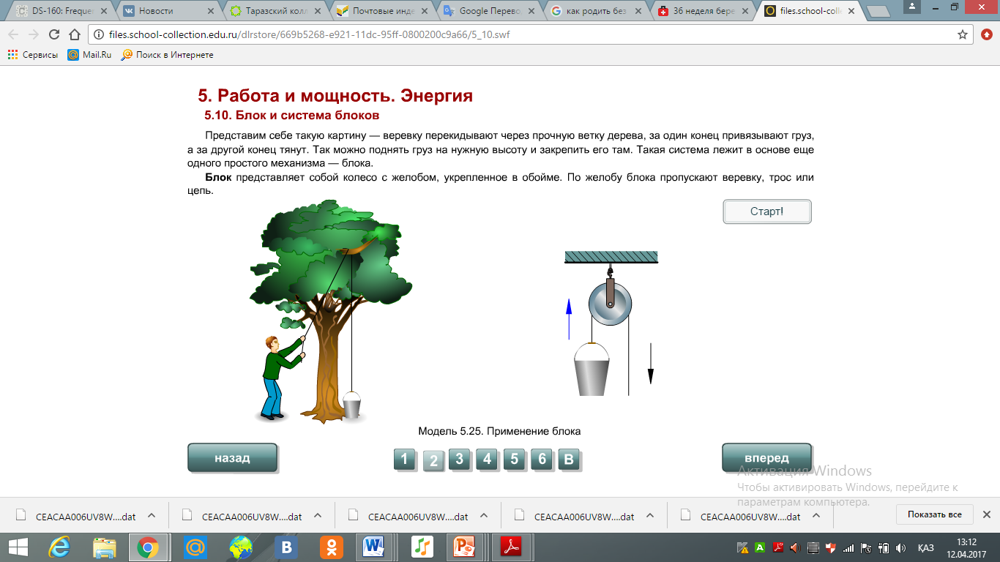 DS-160: Frequen
Новости
Таразский колл
Почтовые инде
Google Перево
как родить без
36 неделя бере
files.school-colle
files.school-collection.edu.ru/dlrstore/669b5268-e921-11dc-95ff-0800200c9a66/5_10.swf
Сервисы
Mail.Ru
Поиск в Интернете
5. Работа и мощность. Энергия
5.10. Блок и система блоков
Представим себе такую картину — веревку перекидывают через прочную ветку дерева, за один конец привязывают груз,
а за другой конец тянут. Так можно поднять груз на нужную высоту и закрепить его там. Такая система лежит в основе еще
одного простого механизма — блока.
Блок представляет собой колесо с желобом, укрепленное в обойме. По желобу блока пропускают веревку, трос или
цепь.
Старт!
Модель 5.25. Применение блока
назад
1 2 3 4 5 6 В
вперед
Активация Windows
Чтобы активировать Windows, перейдите к
параметрам компьютера.
CEACAA006UV8W....dat
CEACAA006UV8W....dat
CEACAA006UV8W....dat
CEACAA006UV8W....dat
CEACAA006UV8W....dat
Показать все
ҚАЗ
13:12
12.04.2017